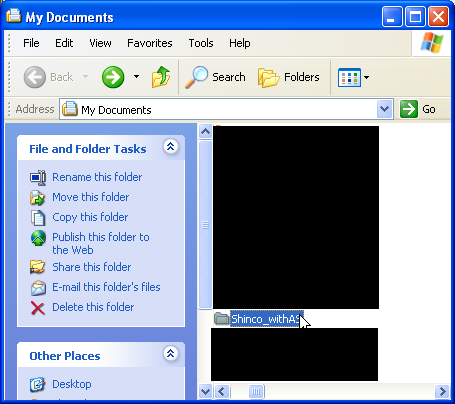 My Documents
File Edit View Favorites Tools Help
Back Search Folders
Address My Documents Go
File and Folder Tasks
Rename this folder
Move this folder
Copy this folder
Publish this folder to
the Web
Share this folder
E-mail this folder's files
Delete this folder
Shinco_withAS
Other Places
Desktop